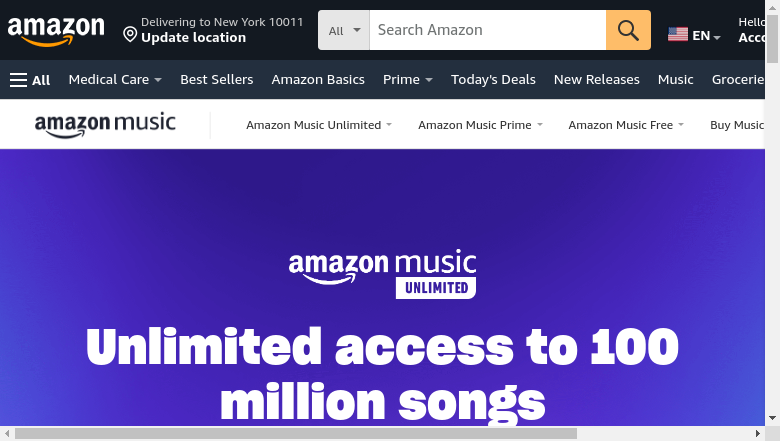 amazon
Delivering to New York 10011
Update location
All
Search Amazon
EN
Hello
All
Medical Care
Best Sellers
Amazon Basics
Prime
Today's Deals
New Releases
Music
amazon music
Amazon Music Unlimited
Amazon Music Prime
Amazon Music Free
Buy Music
amazon music
UNLIMITED
Unlimited access to 100
million songs